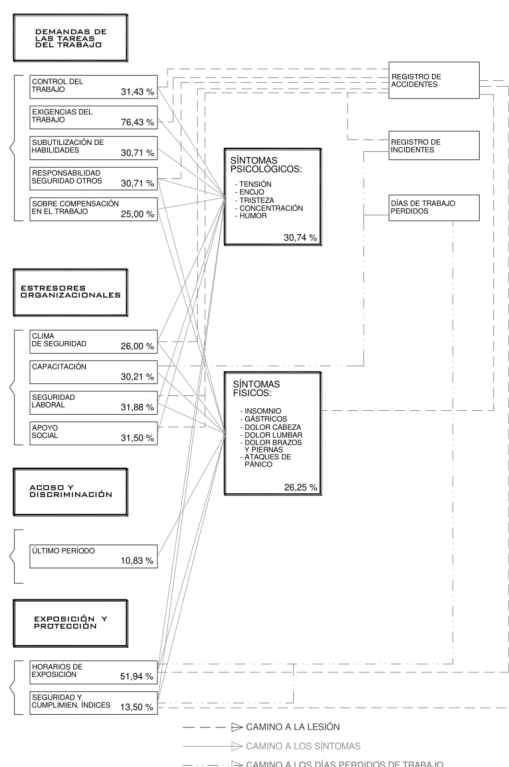 DEMANDAS DE
LAS TAREAS
DEL TRABAJO
CONTROL DEL
TRABAJO 31,43 %
EXIGENCIAS DEL
TRABAJO 76,43 %
SUBUTILIZACIÓN DE
HABILIDADES 30,71 %
RESPONSABILIDAD
SEGURIDAD OTROS 30,71 %
SOBRE COMPENSACIÓN
EN EL TRABAJO 25,00 %
ESTRESORES
ORGANIZACIONALES
CLIMA
DE SEGURIDAD 26,00 %
CAPACITACIÓN
30,21 %
SEGURIDAD
LABORAL 31,88 %
APOYO
SOCIAL 31,50 %
ACOSO Y
DISCRIMINACIÓN
ÚLTIMO PERÍODO
10,83 %
EXPOSICIÓN Y
PROTECCIÓN
HORARIOS DE
EXPOSICIÓN 51,94 %
SEGURIDAD Y
CUMPLIMIEN. ÍNDICES 13,50 %
SÍNTOMAS
PSICOLÓGICOS:
- TENSIÓN
- ENOJO
- TRISTEZA
- CONCENTRACIÓN
- HUMOR
30,74 %
SÍNTOMAS
FÍSICOS:
- INSOMNIO
- GÁSTRICOS
- DOLOR CABEZA
- DOLOR LUMBAR
- DOLOR BRAZOS
Y PIERNAS
- ATAQUES DE
PÁNICO
26,25 %
REGISTRO DE
ACCIDENTES
REGISTRO DE
INCIDENTES
DÍAS DE TRABAJO
PERDIDOS
CAMINO A LA LESIÓN
CAMINO A LOS SÍNTOMAS
CAMINO A LOS DÍAS PERDIDOS DE TRABAJO